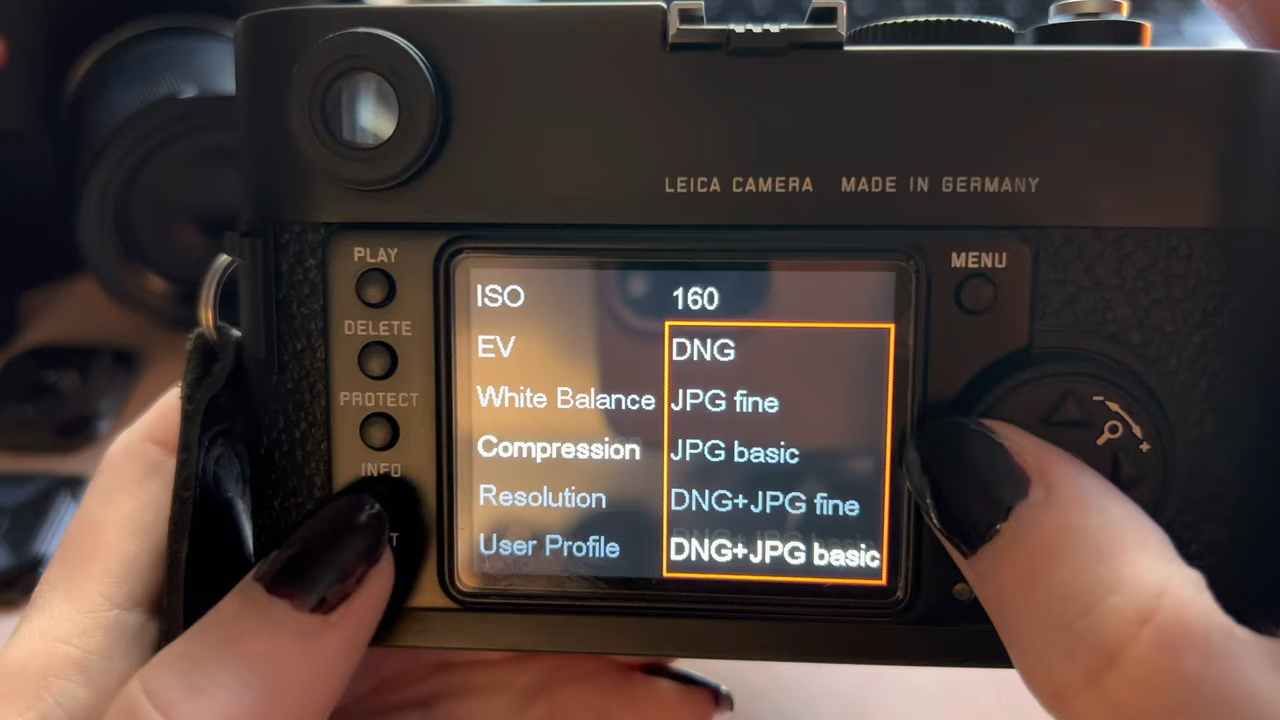 LEICA CAMERA MADE IN GERMANY
PLAY
DELETE
PROTECT
INFO
MENU
ISO 160
EV
White Balance
Compression
Resolution
User Profile
DNG
JPG fine
JPG basic
DNG+JPG fine
DNG+JPG basic